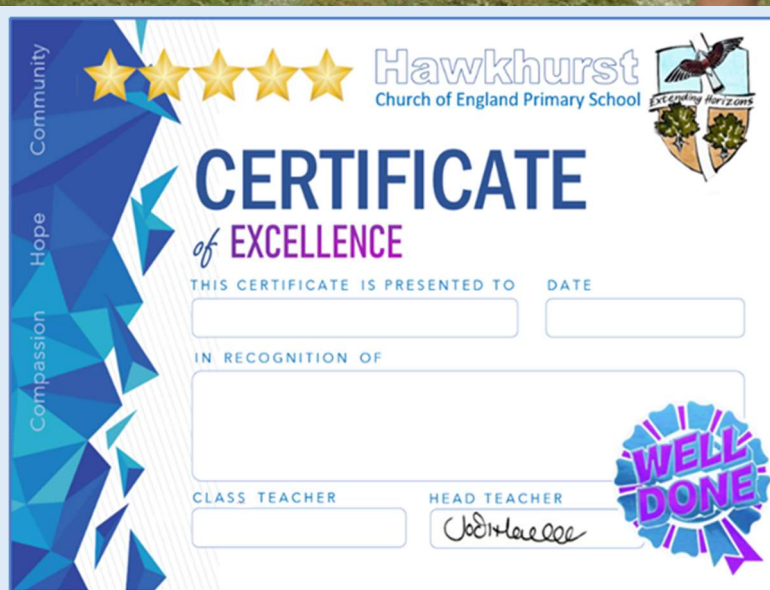 Community
Hope
Compassion
Hawkhurst
Church of England Primary School
Extending Horizons
CERTIFICATE
of EXCELLENCE
THIS CERTIFICATE IS PRESENTED TO
DATE
IN RECOGNITION OF
WELL
DONE
CLASS TEACHER
HEAD TEACHER